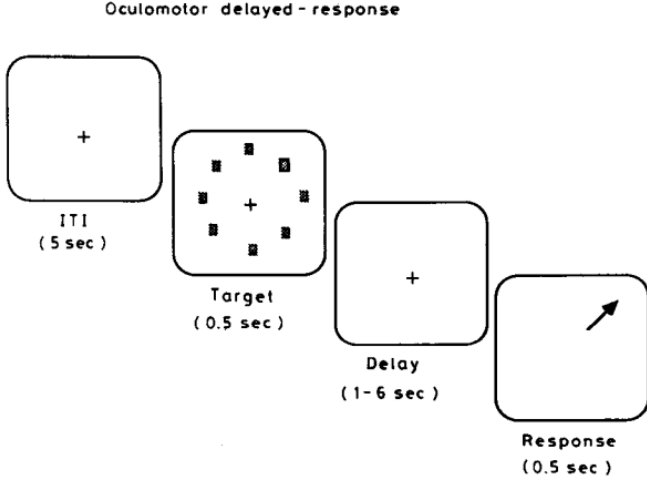 Oculomotor delayed - response
ITI
( 5 sec )
Target
( 0.5 sec )
Delay
( 1-6 sec )
Response
( 0.5 sec )